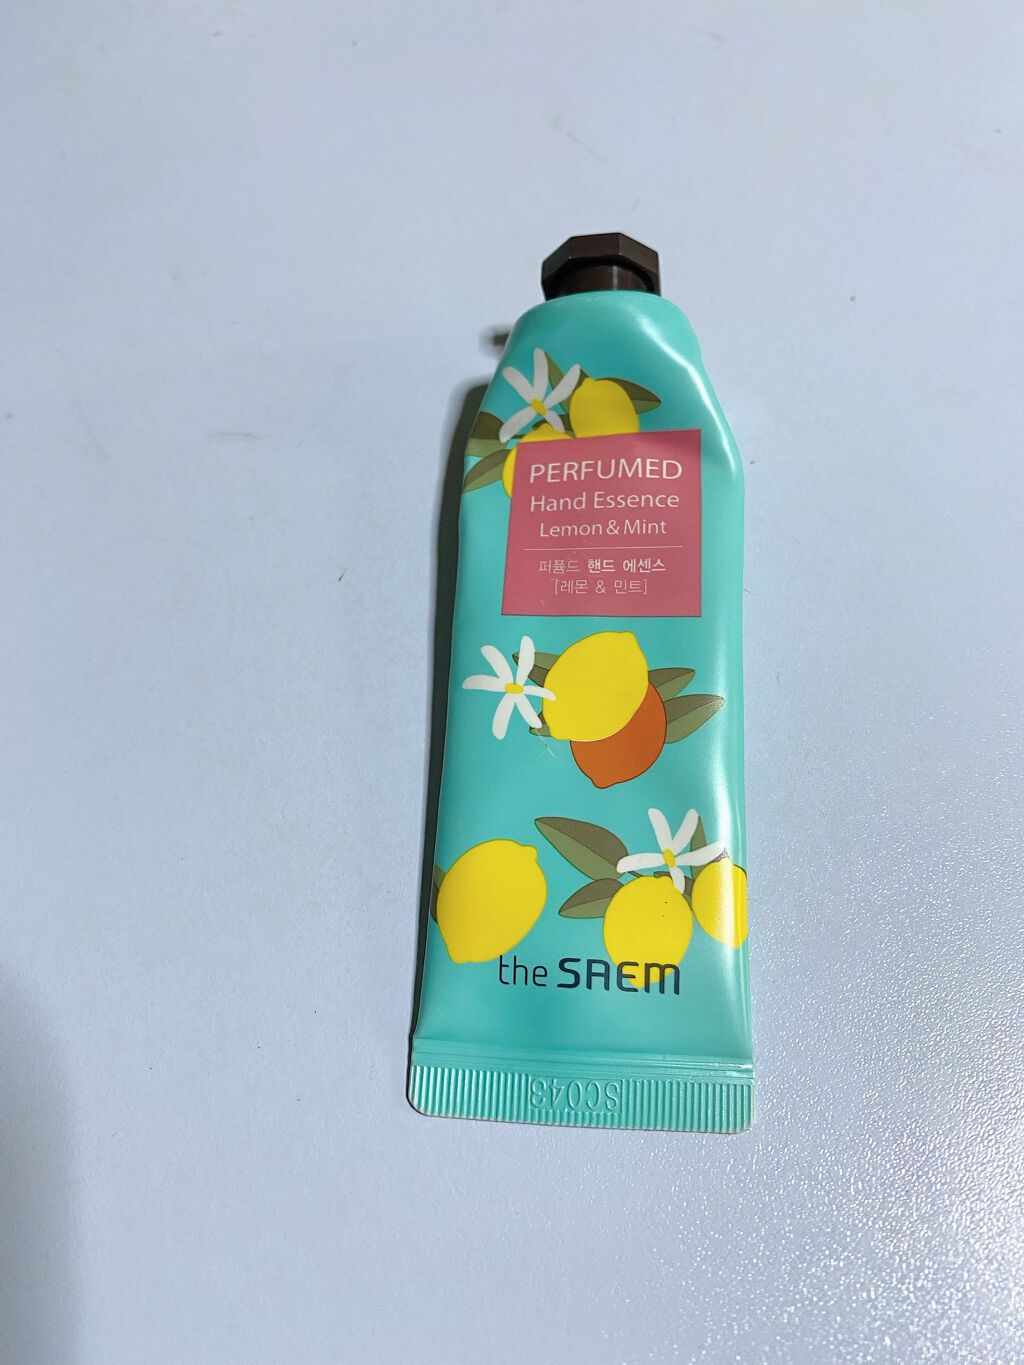 PERFUMED
Hand Essence
Lemon & Mint
퍼퓸드 핸드 에센스
[레몬 & 민트]
the SAEM
SC043